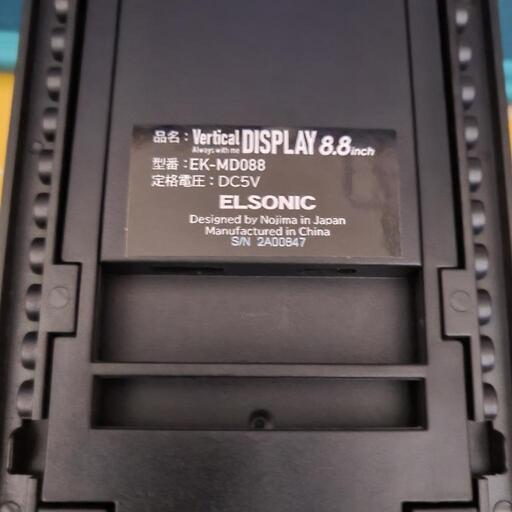 品名：Vertical DISPLAY 8.8inch
Always with me
型番：EK-MD088
定格電圧：DC5V
ELSONIC
Designed by Nojima in Japan
Manufactured in China
S/N 2A00847